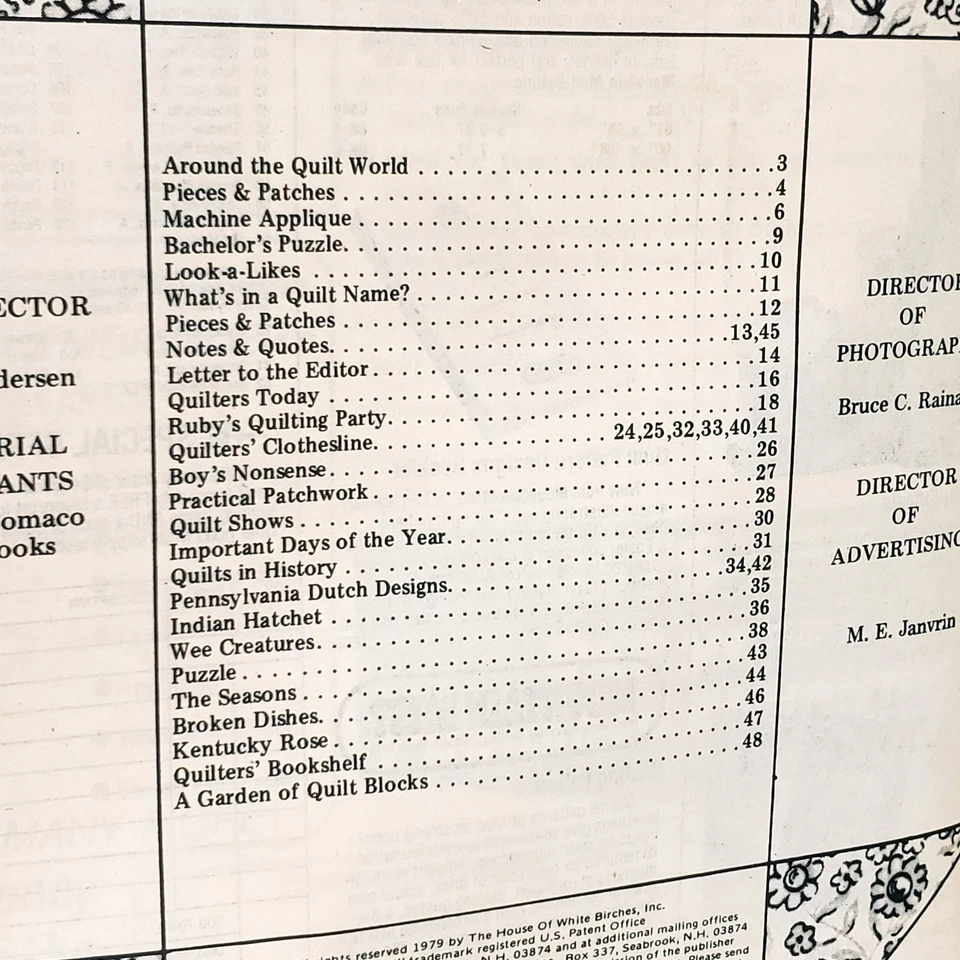 ECTOR
dersen
RIAL
ANTS
omaco
ooks
Around the Quilt World . . . . . . . . . . . . . . . . . . . . . . . . . . .3
Pieces & Patches . . . . . . . . . . . . . . . . . . . . . . . . . . . . . . . .4
Machine Applique . . . . . . . . . . . . . . . . . . . . . . . . . . . . . . .6
Bachelor's Puzzle. . . . . . . . . . . . . . . . . . . . . . . . . . . . . . . .9
Look-a-Likes . . . . . . . . . . . . . . . . . . . . . . . . . . . . . . . . . .10
What's in a Quilt Name? . . . . . . . . . . . . . . . . . . . . . . . . . .11
Pieces & Patches . . . . . . . . . . . . . . . . . . . . . . . . . . . . . . .12
Notes & Quotes. . . . . . . . . . . . . . . . . . . . . . . . . . . . . .13,45
Letter to the Editor . . . . . . . . . . . . . . . . . . . . . . . . . . . . .14
Quilters Today . . . . . . . . . . . . . . . . . . . . . . . . . . . . . . . . .16
Ruby's Quilting Party. . . . . . . . . . . . . . . . . . . . . . . . . . . .18
Quilters' Clothesline. . . . . . . . . . . . . . . . . . 24,25,32,33,40,41
Boy's Nonsense . . . . . . . . . . . . . . . . . . . . . . . . . . . . . . . .26
Practical Patchwork . . . . . . . . . . . . . . . . . . . . . . . . . . . . .27
Quilt Shows . . . . . . . . . . . . . . . . . . . . . . . . . . . . . . . . . . .28
Important Days of the Year. . . . . . . . . . . . . . . . . . . . . . .30
Quilts in History . . . . . . . . . . . . . . . . . . . . . . . . . . . . . . .31
Pennsylvania Dutch Designs. . . . . . . . . . . . . . . . . . . .34,42
Indian Hatchet . . . . . . . . . . . . . . . . . . . . . . . . . . . . . . . . .35
Wee Creatures. . . . . . . . . . . . . . . . . . . . . . . . . . . . . . . . .36
Puzzle . . . . . . . . . . . . . . . . . . . . . . . . . . . . . . . . . . . . . . .38
The Seasons . . . . . . . . . . . . . . . . . . . . . . . . . . . . . . . . . . .43
Broken Dishes. . . . . . . . . . . . . . . . . . . . . . . . . . . . . . . . .44
Kentucky Rose . . . . . . . . . . . . . . . . . . . . . . . . . . . . . . . . .46
Quilters' Bookshelf . . . . . . . . . . . . . . . . . . . . . . . . . . . . .47
A Garden of Quilt Blocks . . . . . . . . . . . . . . . . . . . . . . . .48
DIRECTOR
OF
PHOTOGRAP
Bruce C. Raina
DIRECTOR
OF
ADVERTISING
M. E. Janvrin
reserved 1979 by The House Of White Birches, Inc.
trademark registered U.S. Patent Office
N.H. 03874 and at additional mailing offices
Box 337, Seabrook, N.H. 03874
of the publisher
Please send